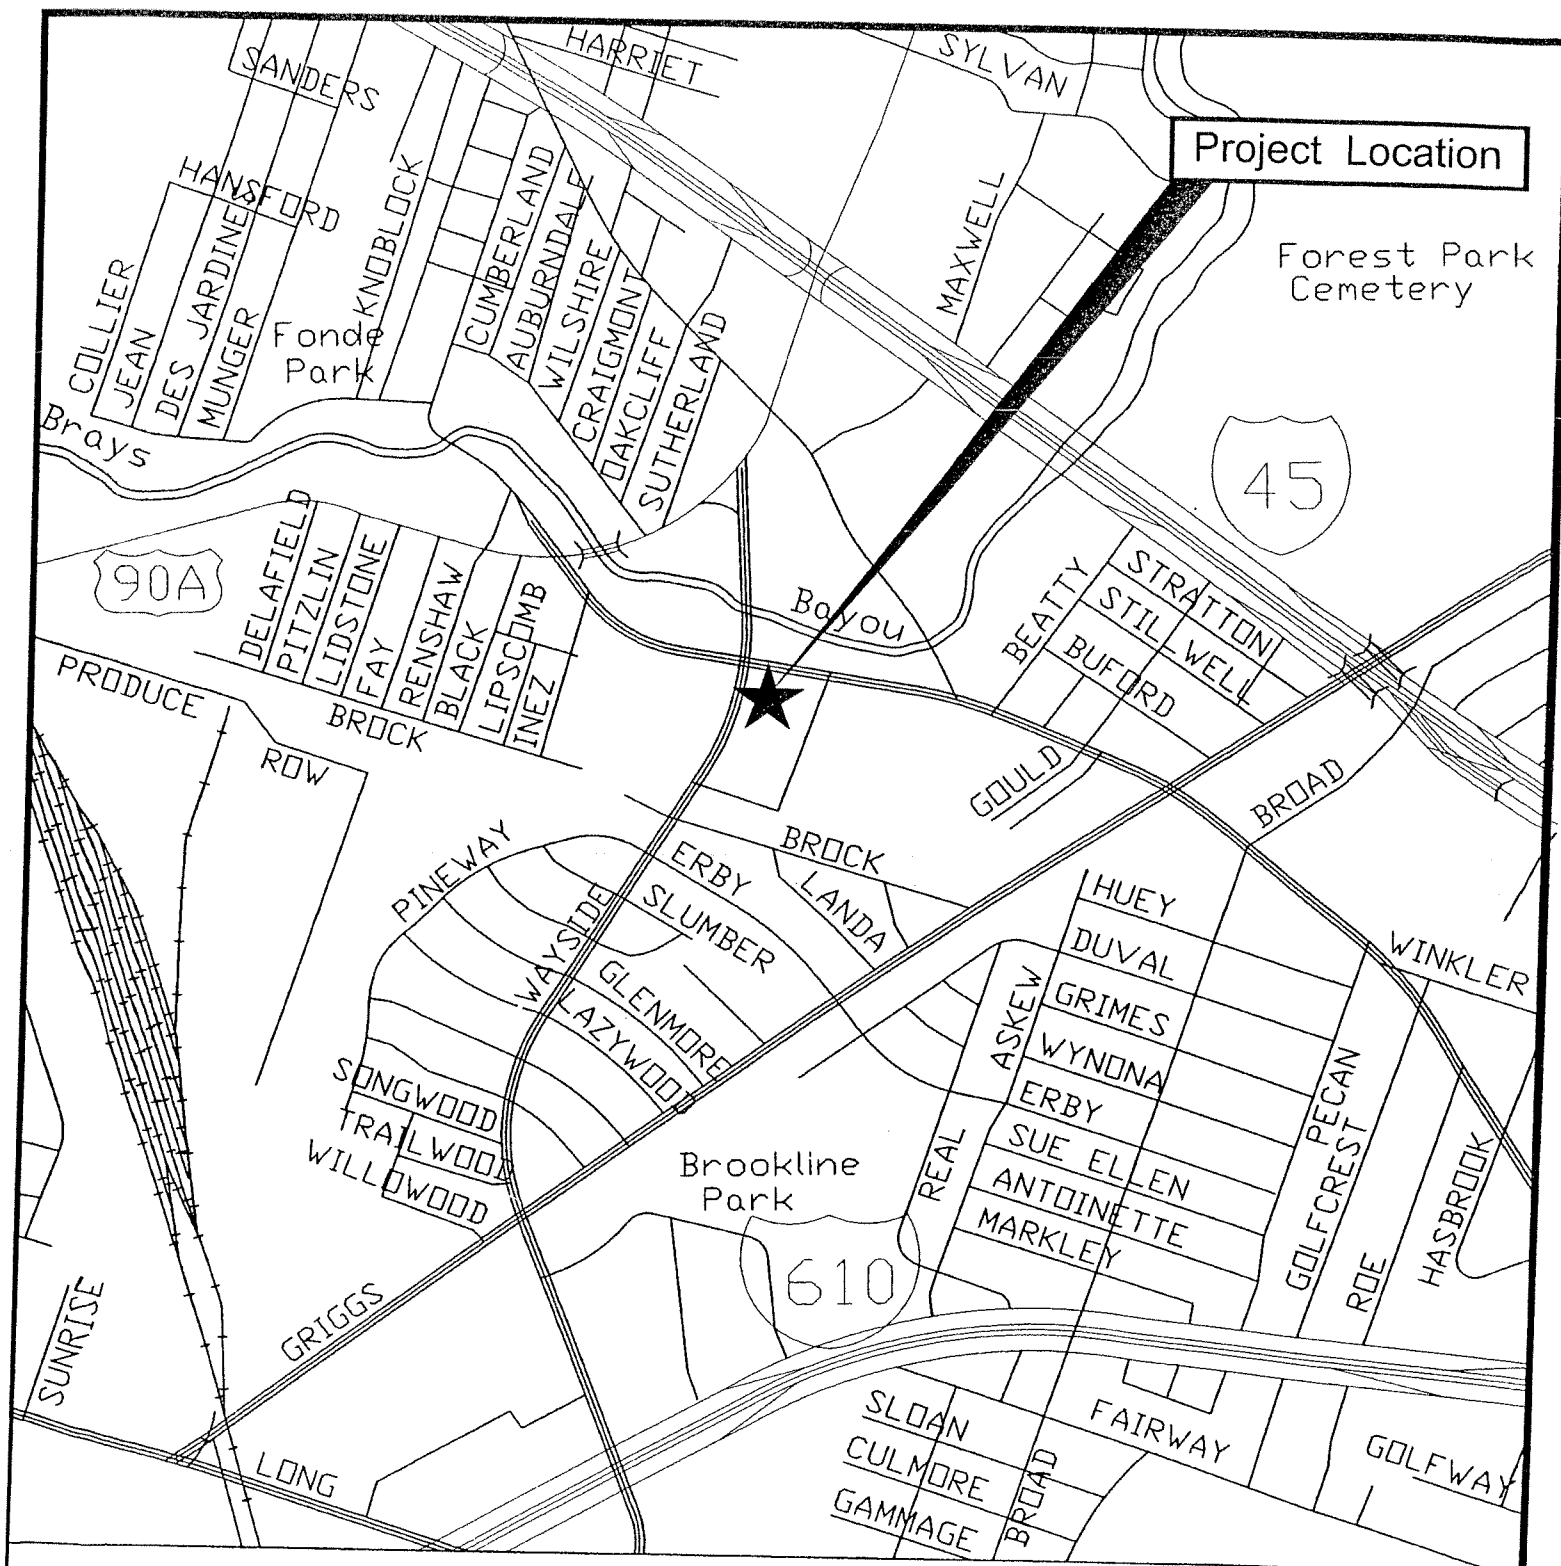 HARRIET
SYLVAN
SANDERS
Project Location
HANSFORD
KNOBLOCK
CUMBERLAND
AUBURNDALE
WILSHIRE
CRAIGMONT
OAKCLIFF
SUTHERLAND
MAXWELL
Forest Park
Cemetery
COLLIER
JEAN
DES JARDINES
MUNGER
Fonde
Park
Brays
45
90A
DELAFIELD
PITZLIN
LIDSTONE
FAY
RENSHAW
BLACK
LIPSCOMB
INEZ
Bayou
BEATTY
STRATTON
STILLWELL
BUFORD
PRODUCE
ROW
BROCK
GOULD
BROAD
BROCK
PINEWAY
ERBY
LANDA
SLUMBER
WAYSIDE
GLENMORE
LAZYWOOD
HUEY
DUVAL
WINKLER
GRIMES
ASKEW
WYNONA
ERBY
PECAN
SONGWOOD
TRAILWOOD
WILLOWOOD
Brookline
Park
REAL
SUE ELLEN
ANTOINETTE
MARKLEY
GOLFCREST
ROE
HASBROOK
610
SUNRISE
GRIGGS
LONG
SLOAN
CULMORE
GAMMAGE
BROAD
FAIRWAY
GOLFWAY